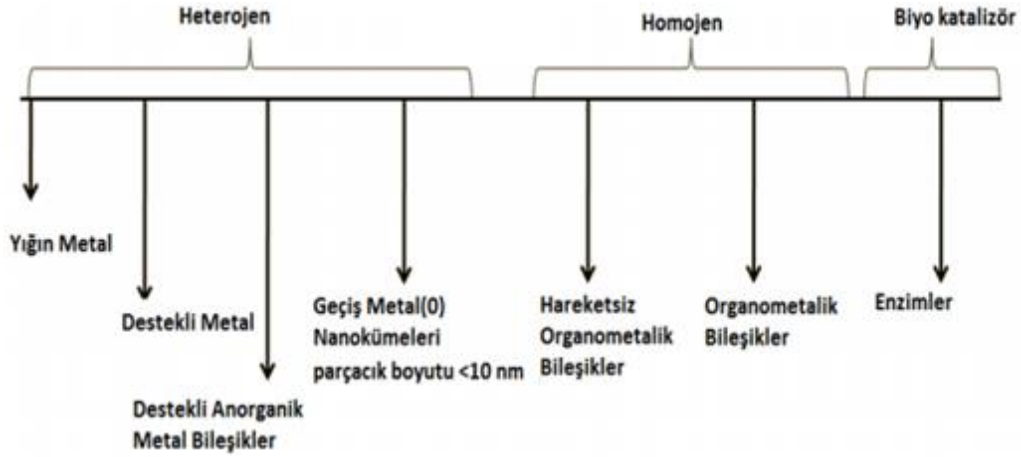 Heterojen
Homojen
Biyo katalizör
Yığın Metal
Destekli Metal
Destekli Anorganik
Metal Bileşikler
Geçiş Metal(0)
Nanokümeleri
parçacık boyutu <10 nm
Hareketsiz
Organometalik
Bileşikler
Organometalik
Bileşikler
Enzimler